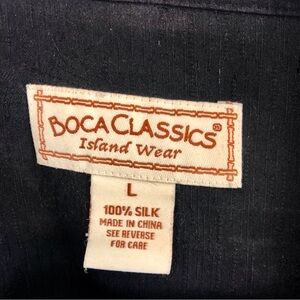 BOCA CLASSICS®
Island Wear
L
100% SILK
MADE IN CHINA
SEE REVERSE
FOR CARE